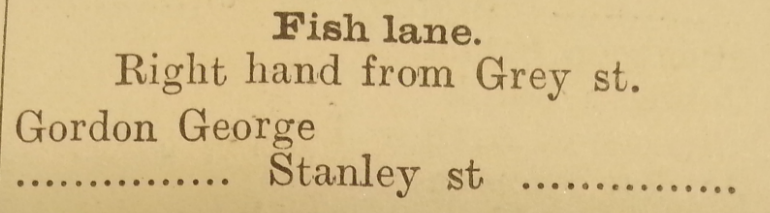 Fish lane.
Right hand from Grey st.
Gordon George
............... Stanley st ...............